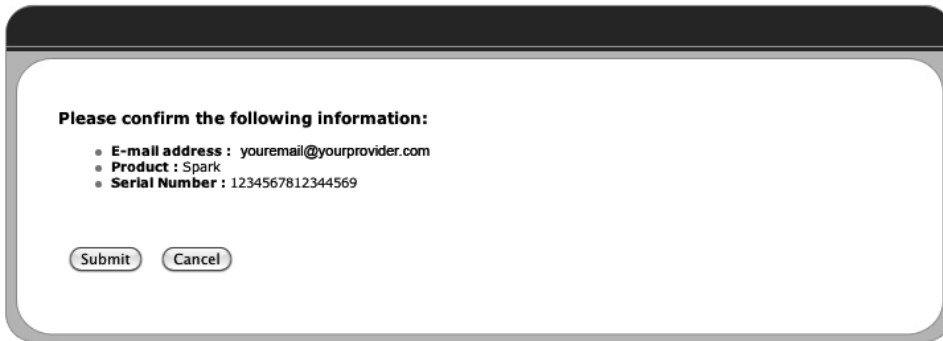 Please confirm the following information:
E-mail address : youremail@yourprovider.com
Product : Spark
Serial Number : 1234567812344569
Submit Cancel